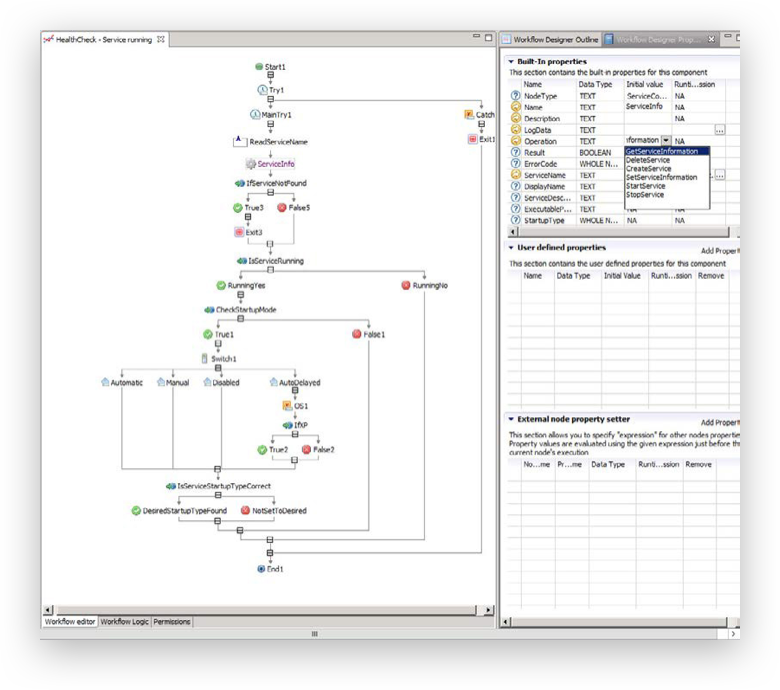 HealthCheck - Service running
Start1
Try1
MainTry1
Catch
ReadServiceName
Exit1
ServiceInfo
IfServiceNotFound
True3 False5
Exit3
IsServiceRunning
RunningYes RunningNo
CheckStartupMode
True1 False1
Switch1
Automatic Manual Disabled AutoDelayed
OS1
IfXP
True2 False2
IsServiceStartupTypeCorrect
DesiredStartupTypeFound NotSetToDesired
End1
Workflow editor Workflow Logic Permissions
Workflow Designer Outline Workflow Designer Prop...
Built-In properties
This section contains the built-in properties for this component
Name Data Type Initial value Runti...ssion
NodeType TEXT ServiceCo... NA
Name TEXT ServiceInfo NA
Description TEXT NA
LogData TEXT ...
Operation TEXT formation NA
Result BOOLEAN GetServiceInformation
ErrorCode WHOLE N... DeleteService
CreateService
ServiceName TEXT SetServiceInformation ...
DisplayName TEXT StartService
ServiceDesc... TEXT StopService
ExecutableP... TEXT NA NA
StartupType WHOLE N... NA NA
User defined properties
Add Propert
This section contains the user defined properties for this component
Name Data Type Initial Value Runti...ssion Remove
External node property setter
Add Propert
This section allows you to specify "expression" for other nodes propertie
Property values are evaluated using the given expression just before th
current node's execution
No...me Pr...me Data Type Runti...ssion Remove